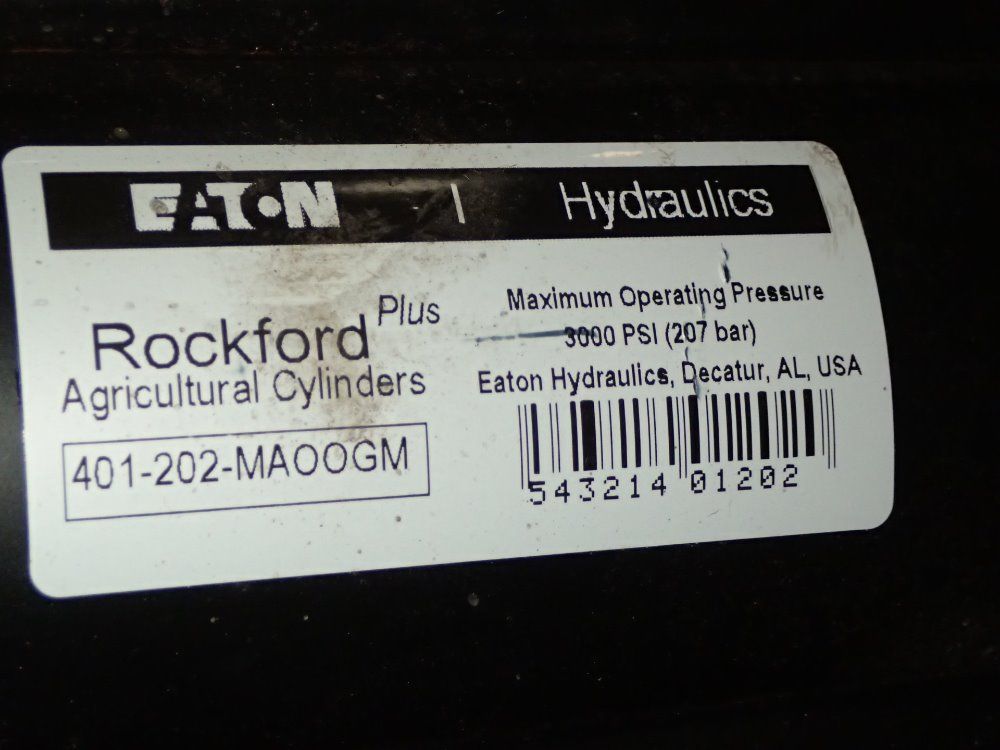 EATON | Hydraulics
Rockford Plus
Agricultural Cylinders
401-202-MAOOGM
Maximum Operating Pressure
3000 PSI (207 bar)
Eaton Hydraulics, Decatur, AL, USA
543214 01202